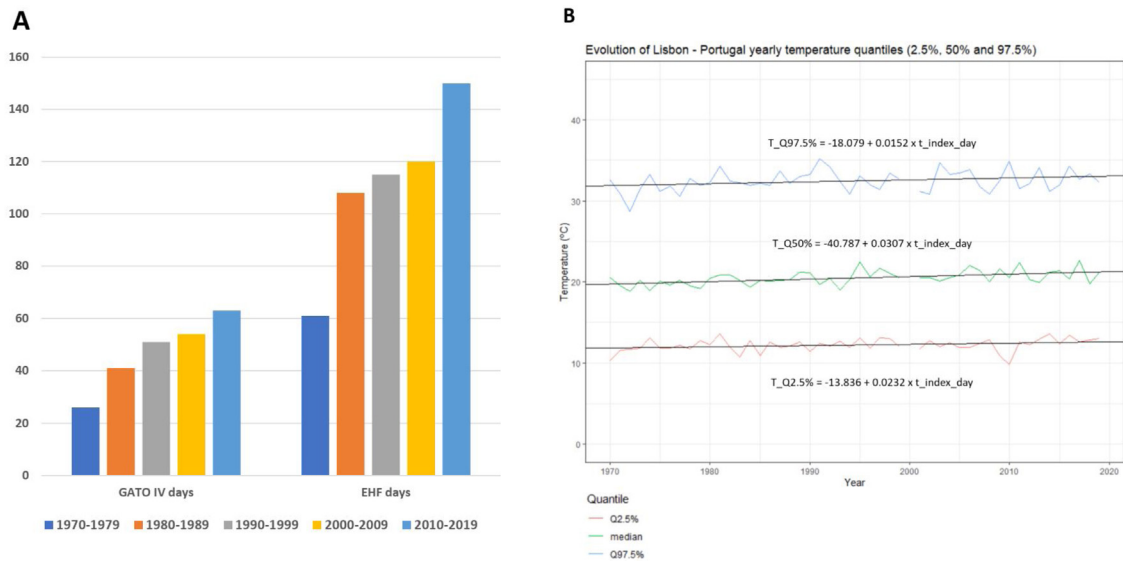 A
160
140
120
100
80
60
40
20
0
GATO IV days
EHF days
1970-1979
1980-1989
1990-1999
2000-2009
2010-2019
B
Evolution of Lisbon - Portugal yearly temperature quantiles (2.5%, 50% and 97.5%)
Temperature (ºC)
40
30
20
10
0
T_Q97.5% = -18.079 + 0.0152 x t_index_day
T_Q50% = -40.787 + 0.0307 x t_index_day
T_Q2.5% = -13.836 + 0.0232 x t_index_day
1970
1980
1990
2000
2010
2020
Year
Quantile
Q2.5%
median
Q97.5%